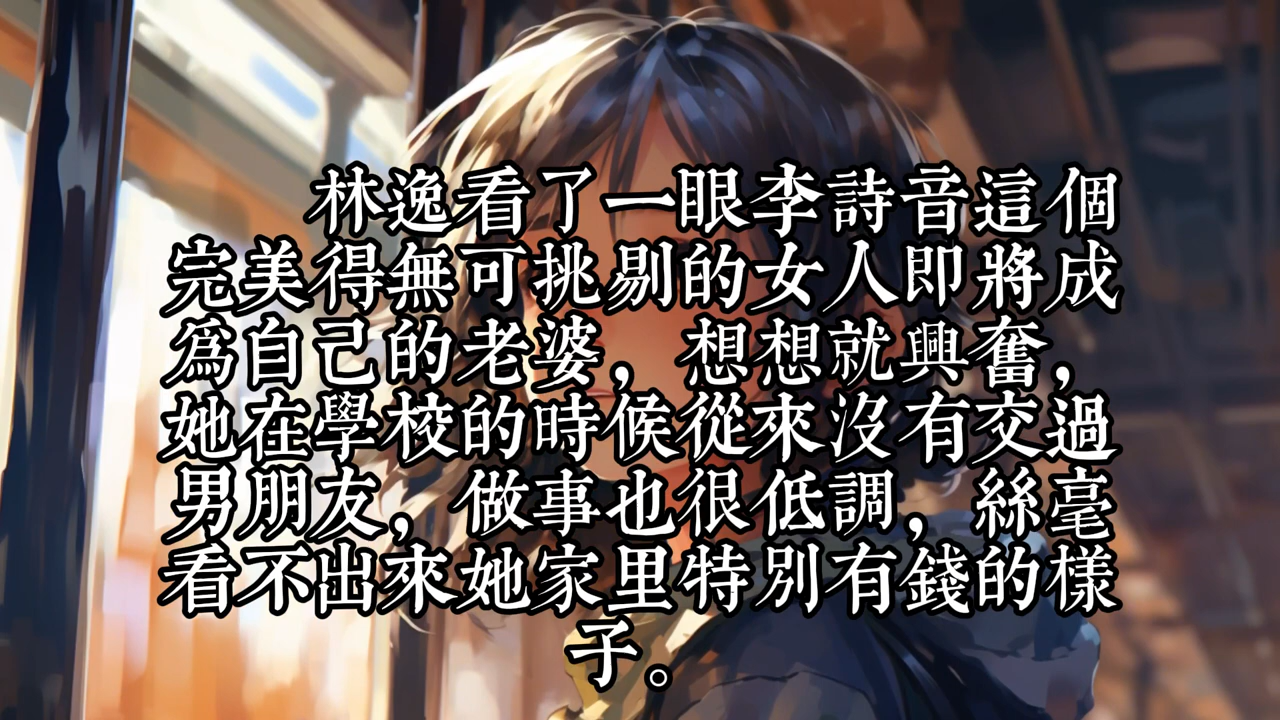 林逸看了一眼李詩音這個
完美得無可挑剔的女人即將成
爲自己的老婆，想想就興奮，
她在學校的時候從來沒有交過
男朋友，做事也很低調，絲毫
看不出來她家里特別有錢的樣
子。